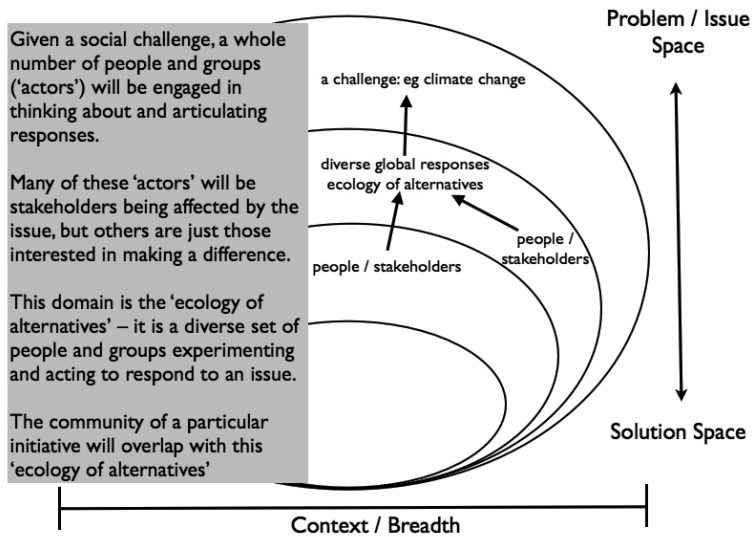 Given a social challenge, a whole
number of people and groups
(‘actors’) will be engaged in
thinking about and articulating
responses.
Many of these ‘actors’ will be
stakeholders being affected by the
issue, but others are just those
interested in making a difference.
This domain is the ‘ecology of
alternatives’ – it is a diverse set of
people and groups experimenting
and acting to respond to an issue.
The community of a particular
initiative will overlap with this
‘ecology of alternatives’
a challenge: eg climate change
diverse global responses
ecology of alternatives
people / stakeholders
people /
stakeholders
Problem / Issue
Space
Solution Space
Context / Breadth